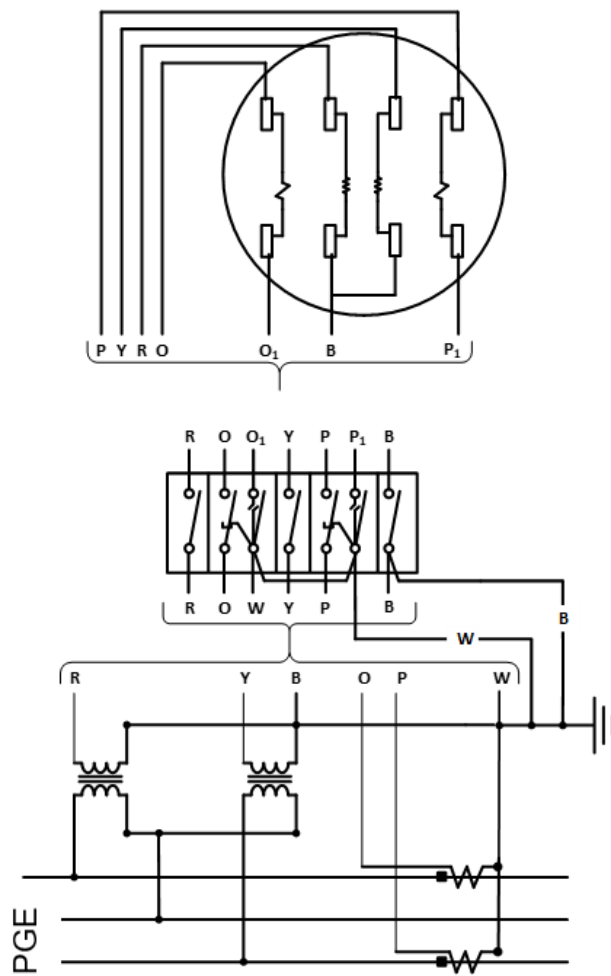 P Y R O O₁ B P₁
R O O₁ Y P P₁ B
R O W Y P B
B
W
R Y B O P W
PGE